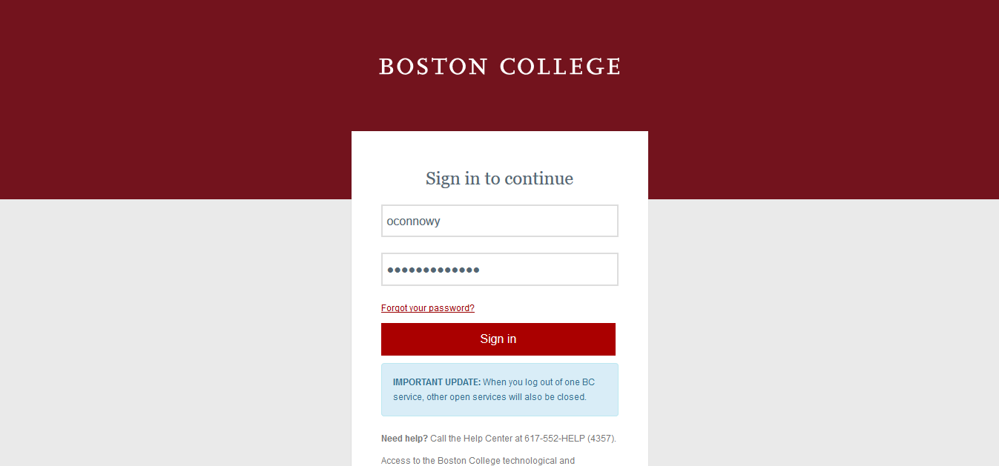 BOSTON COLLEGE
Sign in to continue
oconnowy
●●●●●●●●●●●●●
Forgot your password?
Sign in
IMPORTANT UPDATE: When you log out of one BC
service, other open services will also be closed.
Need help? Call the Help Center at 617-552-HELP (4357).
Access to the Boston College technological and